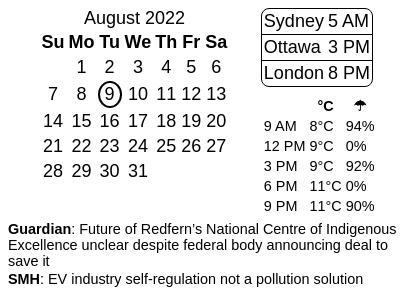 August 2022
Su Mo Tu We Th Fr Sa
1 2 3 4 5 6
7 8 9 10 11 12 13
14 15 16 17 18 19 20
21 22 23 24 25 26 27
28 29 30 31
Sydney 5 AM
Ottawa 3 PM
London 8 PM
°C ☂
9 AM 8°C 94%
12 PM 9°C 0%
3 PM 9°C 92%
6 PM 11°C 0%
9 PM 11°C 90%
Guardian: Future of Redfern's National Centre of Indigenous
Excellence unclear despite federal body announcing deal to
save it
SMH: EV industry self-regulation not a pollution solution